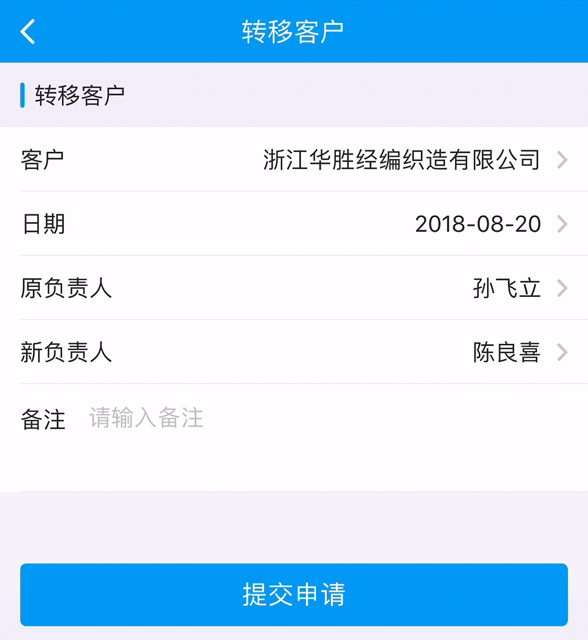 转移客户
转移客户
客户 浙江华胜经编织造有限公司
日期 2018-08-20
原负责人 孙飞立
新负责人 陈良喜
备注 请输入备注
提交申请